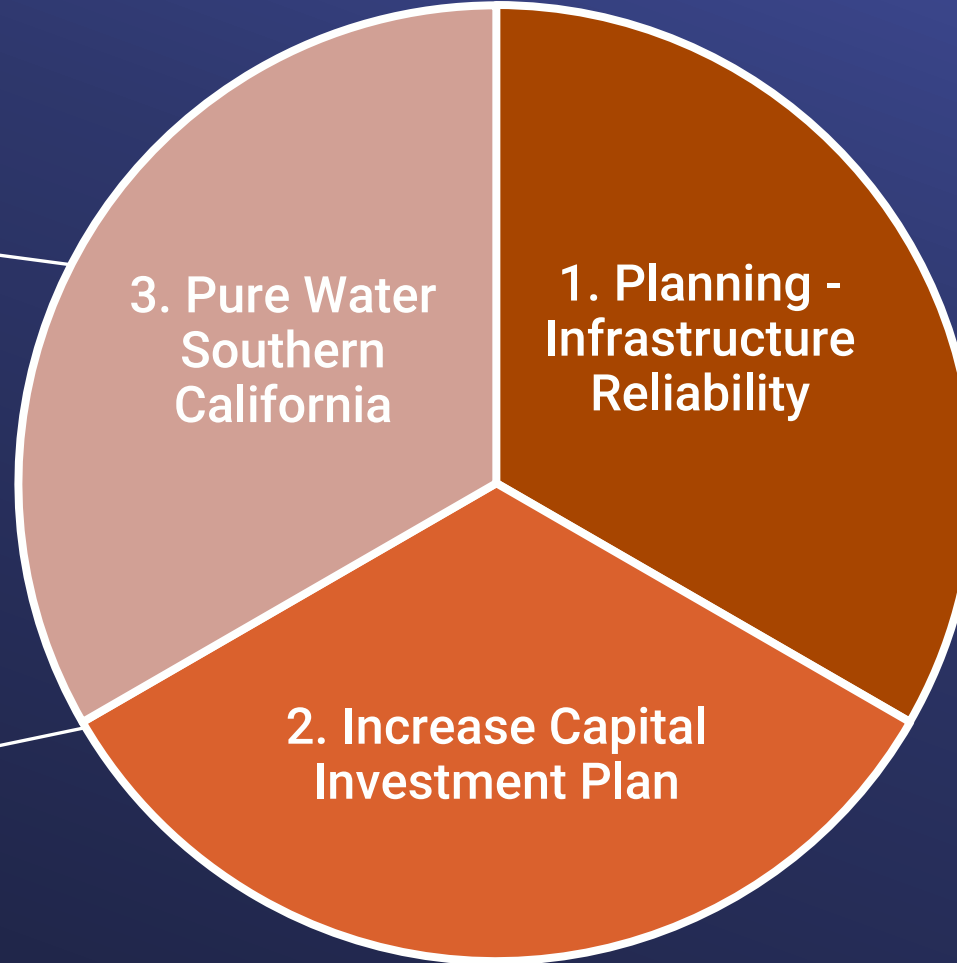 3. Pure Water
Southern
California
1. Planning -
Infrastructure
Reliability
2. Increase Capital
Investment Plan